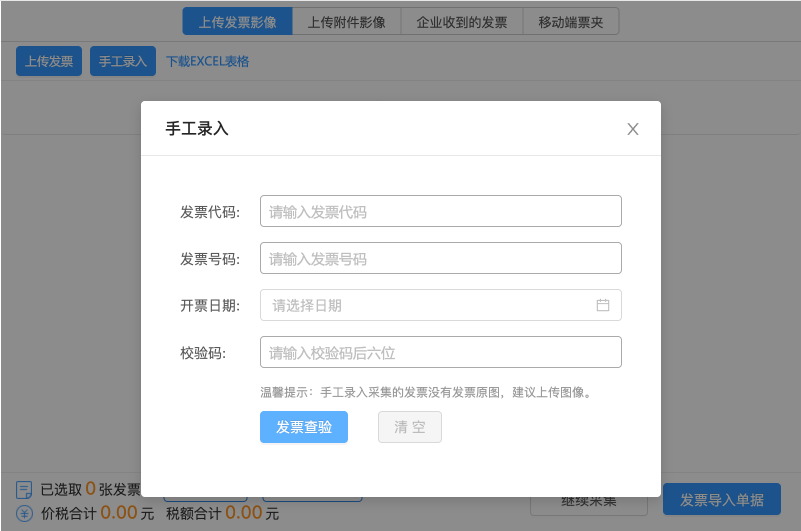 上传发票影像 上传附件影像 企业收到的发票 移动端票夹
上传发票 手工录入 下载EXCEL表格
手工录入
发票代码: 请输入发票代码
发票号码: 请输入发票号码
开票日期: 请选择日期
校验码: 请输入校验码后六位
温馨提示：手工录入采集的发票没有发票原图，建议上传图像。
发票查验 清 空
已选取 0 张发票 继续采集 发票导入单据
价税合计 0.00 元 税额合计 0.00 元